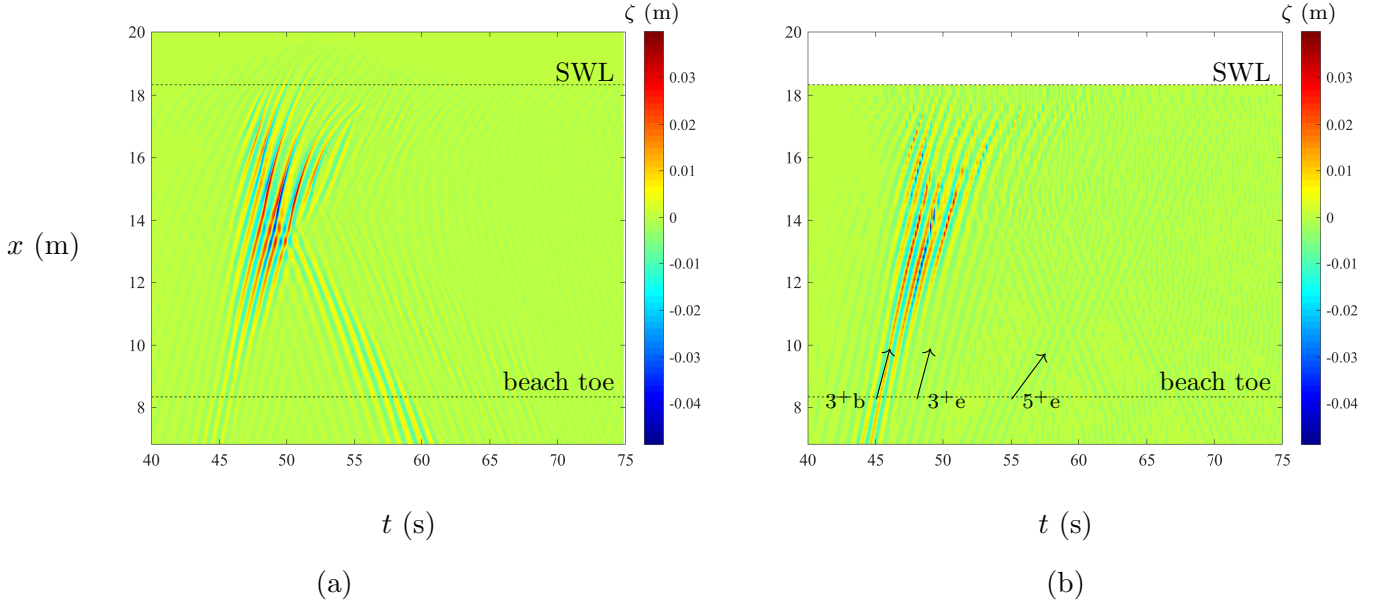 ζ (m) ζ (m)
20 20
SWL SWL
0.03 0.03
18 18
0.02 0.02
16 16
0.01 0.01
14 0 14 0
x (m)
-0.01 -0.01
12 12
-0.02 -0.02
10 -0.03 10 -0.03
beach toe beach toe
3⁺b 3⁺e 5⁺e
8 -0.04 8 -0.04
40 45 50 55 60 65 70 75 40 45 50 55 60 65 70 75
t (s) t (s)
(a) (b)